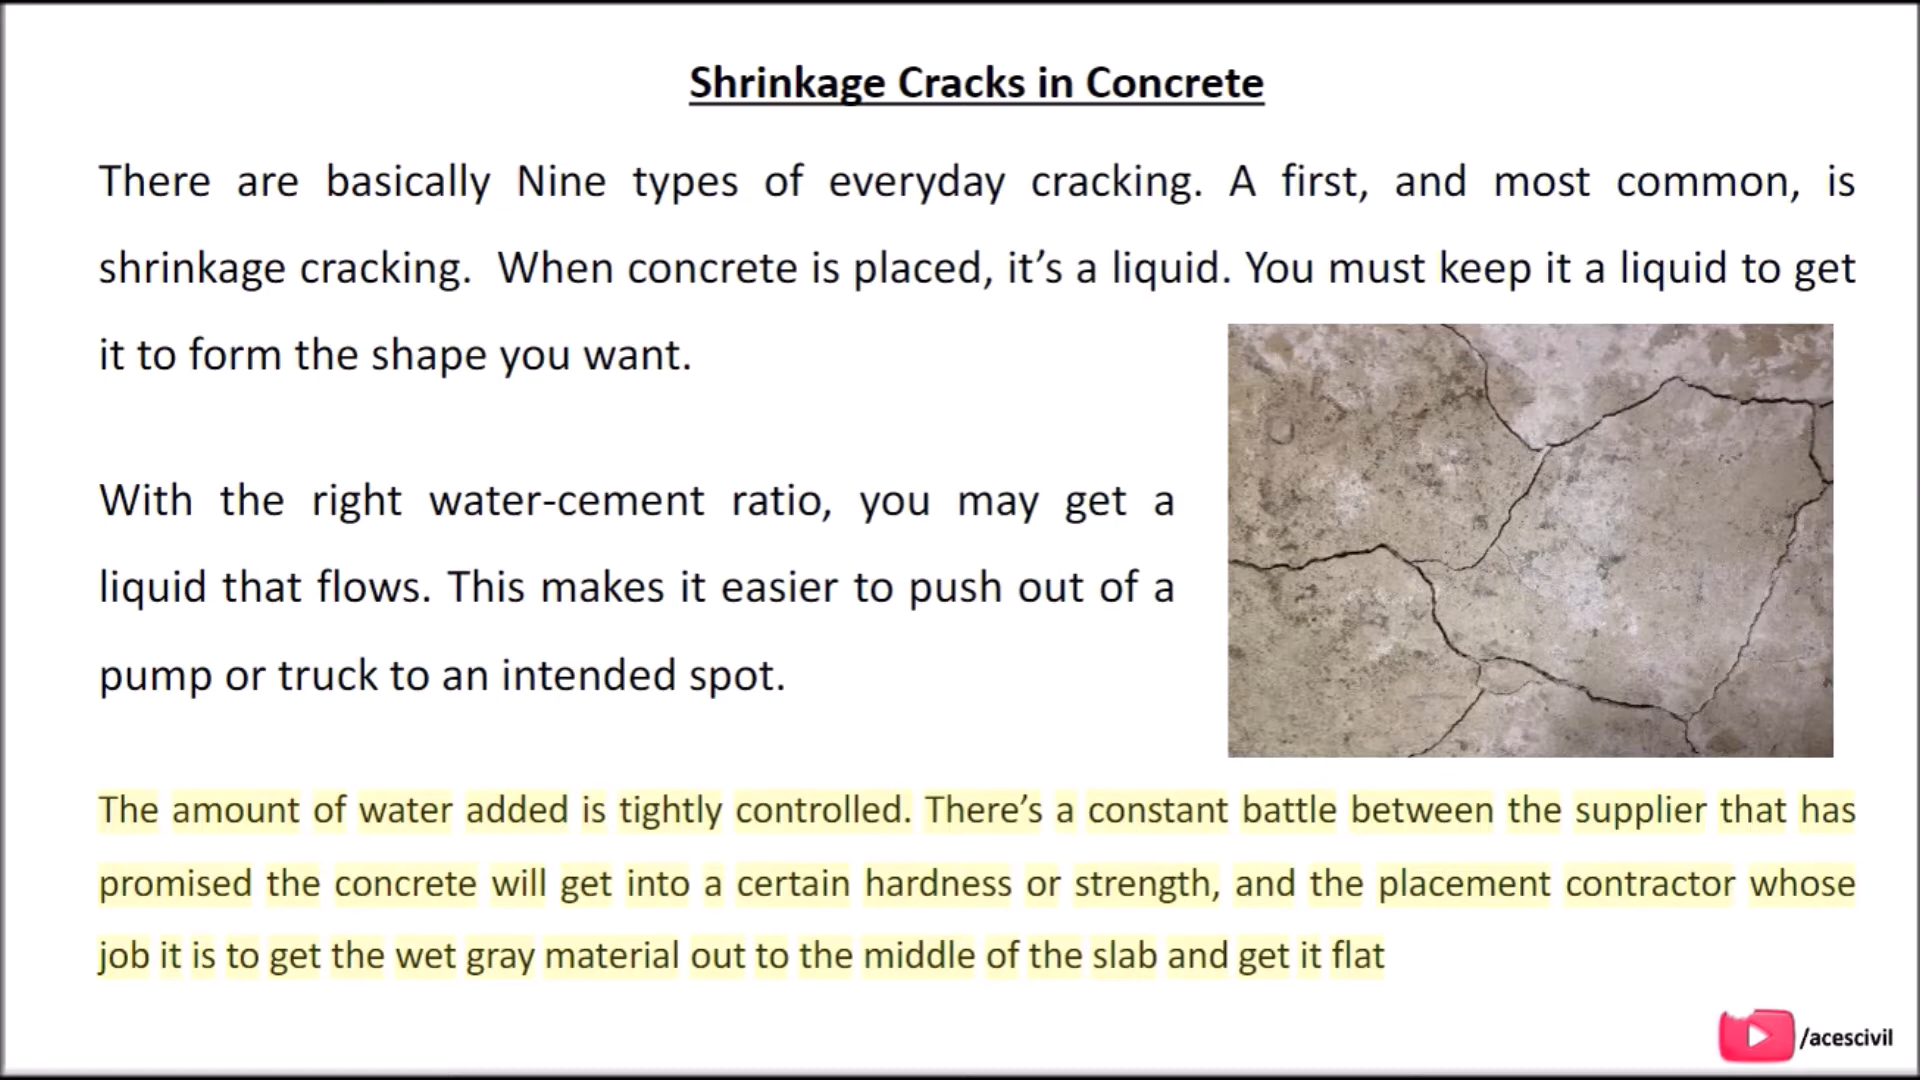 Shrinkage Cracks in Concrete
There are basically Nine types of everyday cracking. A first, and most common, is
shrinkage cracking. When concrete is placed, it’s a liquid. You must keep it a liquid to get
it to form the shape you want.
With the right water-cement ratio, you may get a
liquid that flows. This makes it easier to push out of a
pump or truck to an intended spot.
The amount of water added is tightly controlled. There’s a constant battle between the supplier that has
promised the concrete will get into a certain hardness or strength, and the placement contractor whose
job it is to get the wet gray material out to the middle of the slab and get it flat
/acescivil